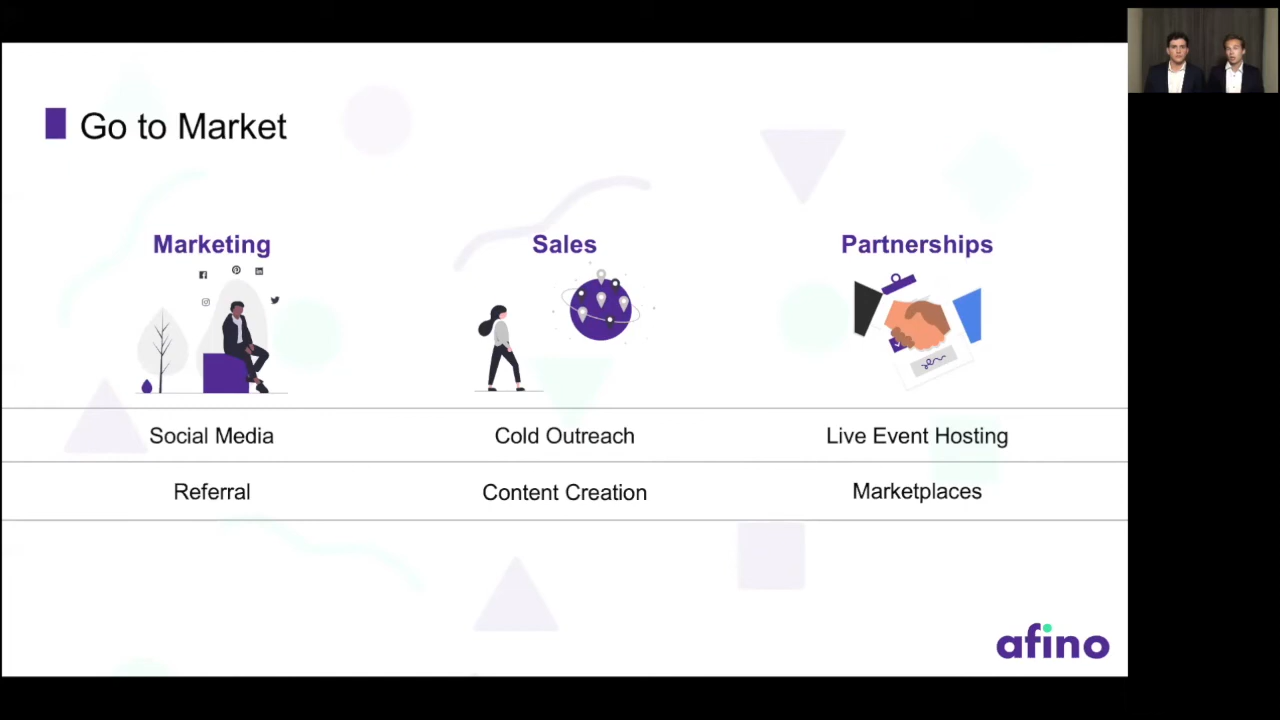 Go to Market
Marketing
Sales
Partnerships
Social Media
Cold Outreach
Live Event Hosting
Referral
Content Creation
Marketplaces
afino